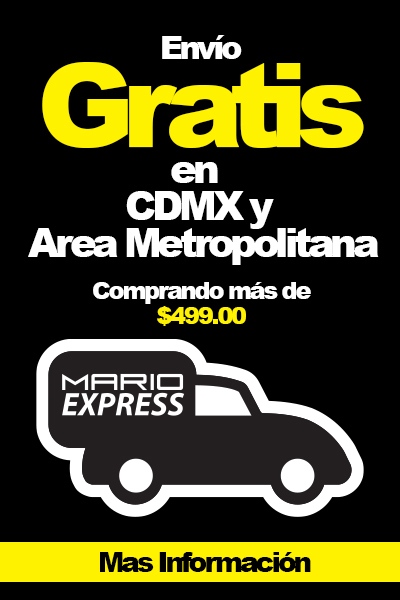 Envío
Gratis
en
CDMX y
Area Metropolitana
Comprando más de
$499.00
MARIO
EXPRESS
Mas Información